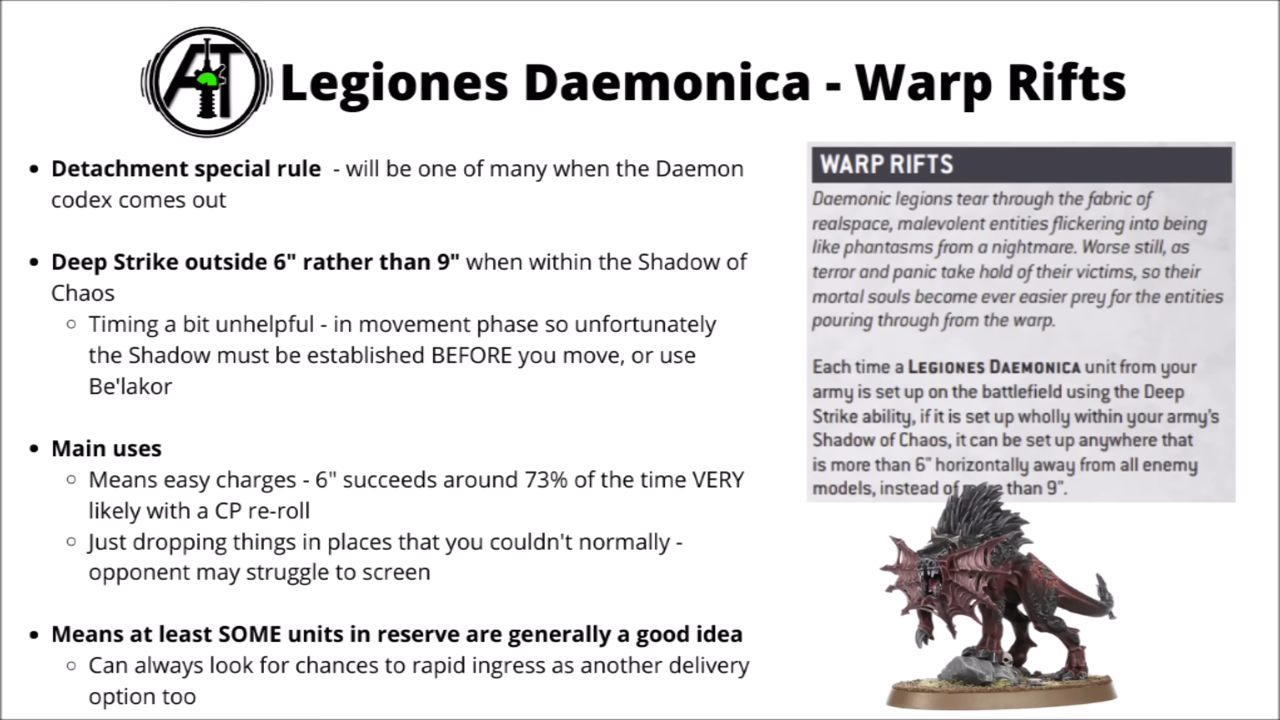 AT
Legiones Daemonica - Warp Rifts
• Detachment special rule - will be one of many when the Daemon
codex comes out
• Deep Strike outside 6" rather than 9" when within the Shadow of
Chaos
○ Timing a bit unhelpful - in movement phase so unfortunately
the Shadow must be established BEFORE you move, or use
Be'lakor
• Main uses
○ Means easy charges - 6" succeeds around 73% of the time VERY
likely with a CP re-roll
○ Just dropping things in places that you couldn't normally -
opponent may struggle to screen
• Means at least SOME units in reserve are generally a good idea
○ Can always look for chances to rapid ingress as another delivery
option too
WARP RIFTS
Daemonic legions tear through the fabric of
realspace, malevolent entities flickering into being
like phantasms from a nightmare. Worse still, as
terror and panic take hold of their victims, so their
mortal souls become ever easier prey for the entities
pouring through from the warp.
Each time a LEGIONES DAEMONICA unit from your
army is set up on the battlefield using the Deep
Strike ability, if it is set up wholly within your army's
Shadow of Chaos, it can be set up anywhere that
is more than 6" horizontally away from all enemy
models, instead of than 9".